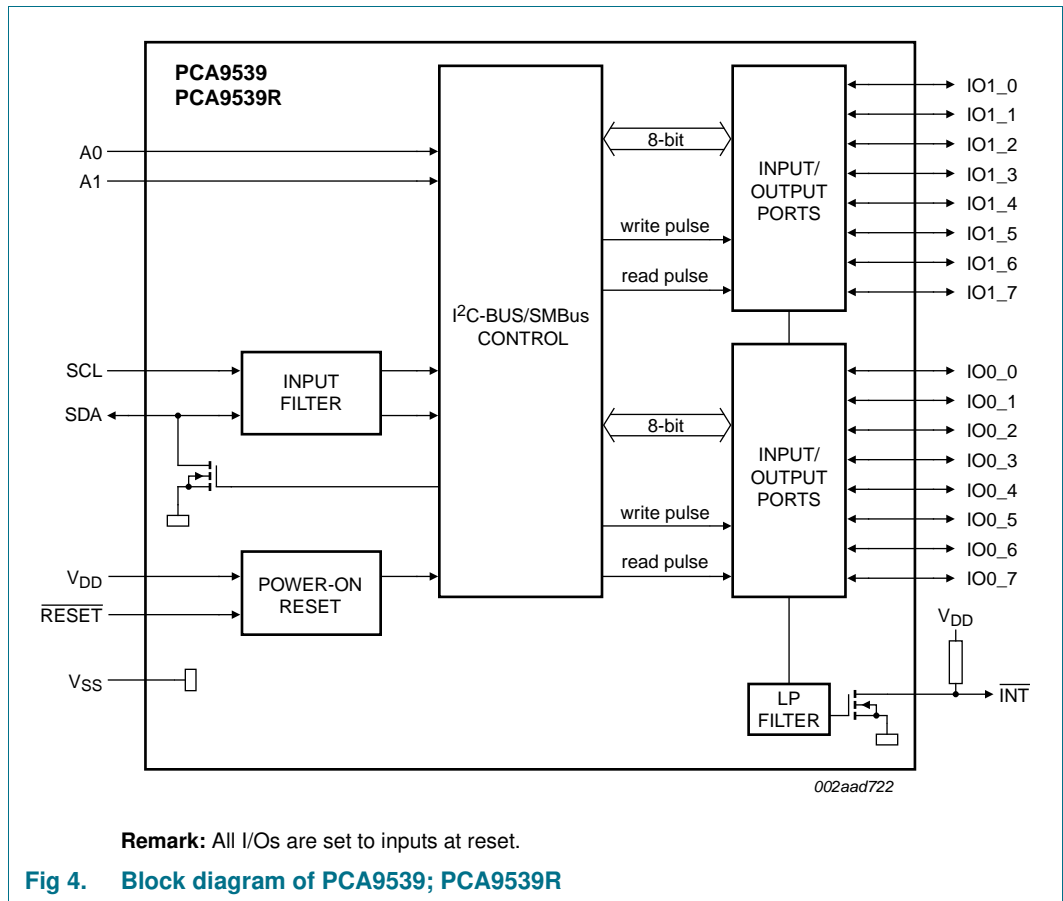 PCA9539
PCA9539R
A0
A1
SCL
SDA
VDD
RESET
VSS
INPUT
FILTER
POWER-ON
RESET
I2C-BUS/SMBus
CONTROL
8-bit
write pulse
read pulse
INPUT/
OUTPUT
PORTS
IO1_0
IO1_1
IO1_2
IO1_3
IO1_4
IO1_5
IO1_6
IO1_7
8-bit
write pulse
read pulse
INPUT/
OUTPUT
PORTS
IO0_0
IO0_1
IO0_2
IO0_3
IO0_4
IO0_5
IO0_6
IO0_7
VDD
LP
FILTER
INT
002aad722
Remark: All I/Os are set to inputs at reset.
Fig 4. Block diagram of PCA9539; PCA9539R